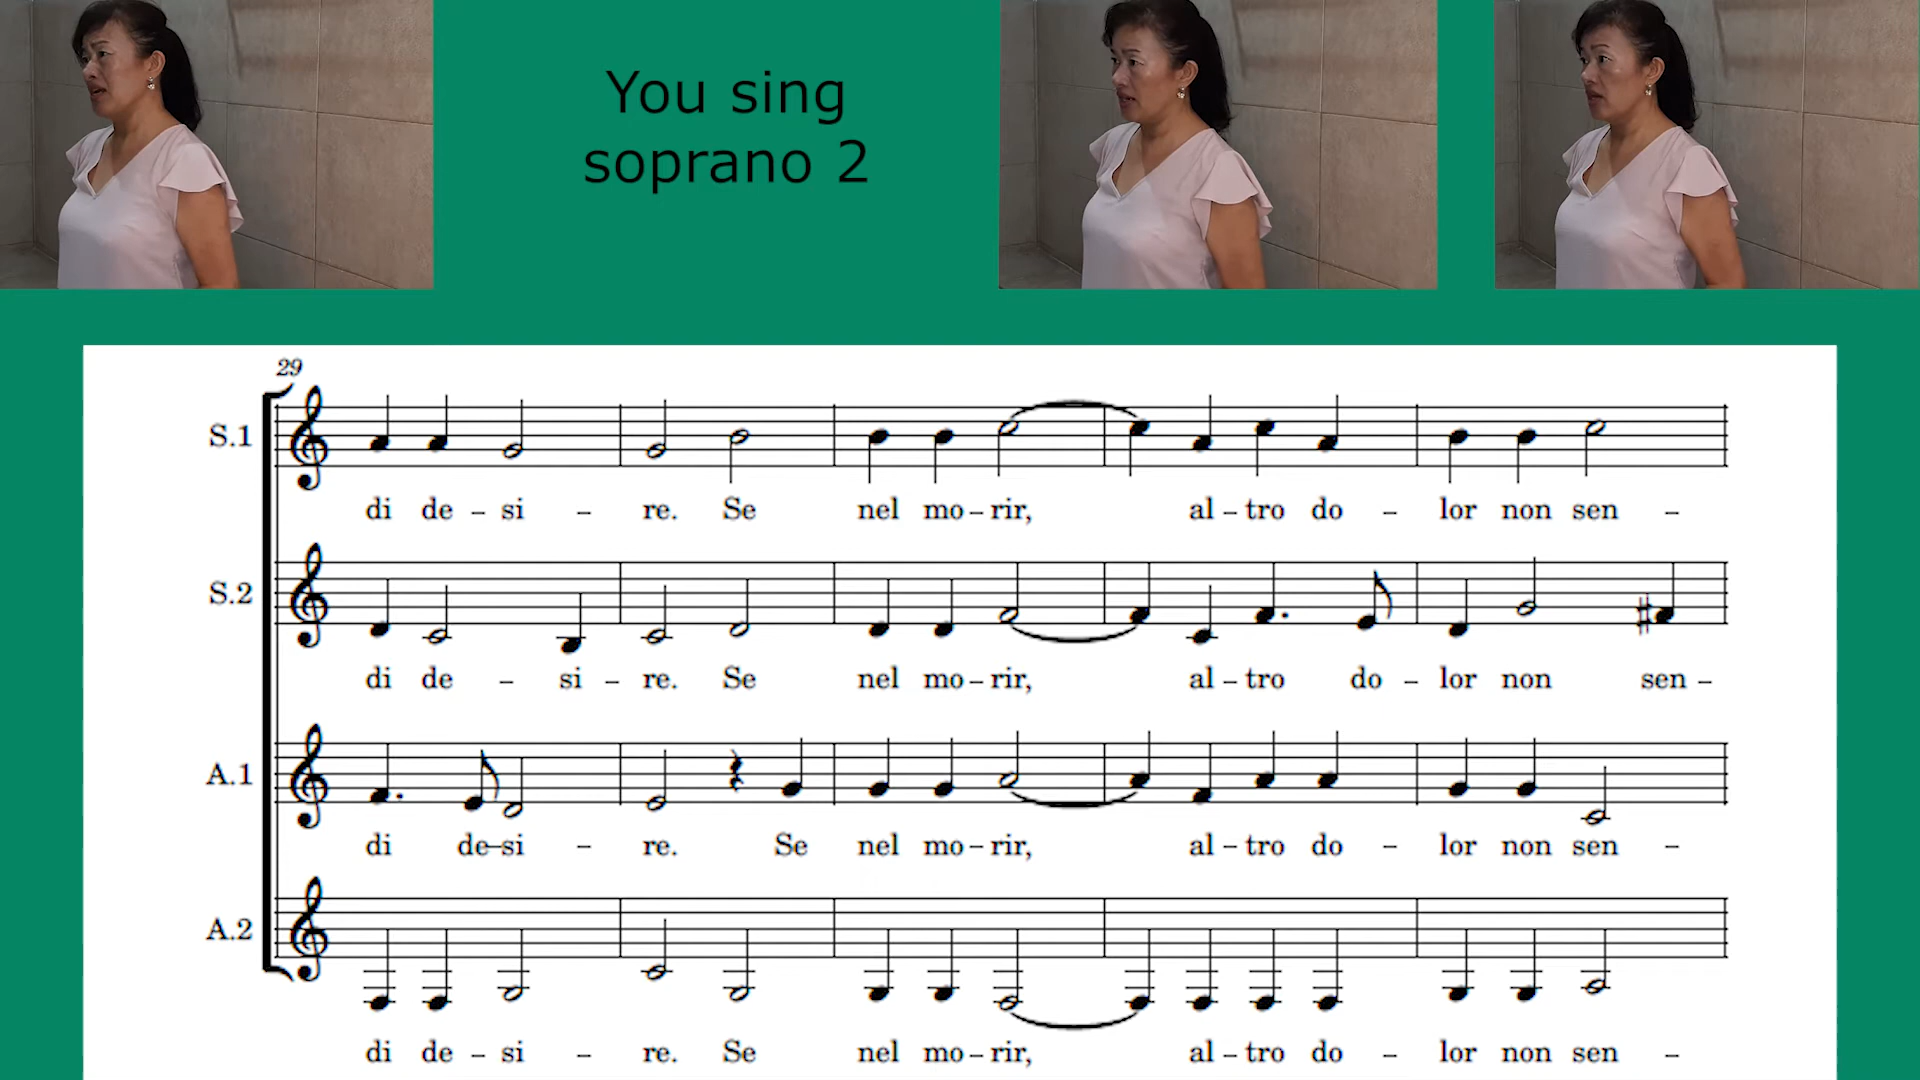 You sing
soprano 2
29
S.1
di de - si - re. Se nel mo - rir, al - tro do - lor non sen -
S.2
di de - si - re. Se nel mo - rir, al - tro do - lor non sen -
A.1
di de - si - re. Se nel mo - rir, al - tro do - lor non sen -
A.2
di de - si - re. Se nel mo - rir, al - tro do - lor non sen -